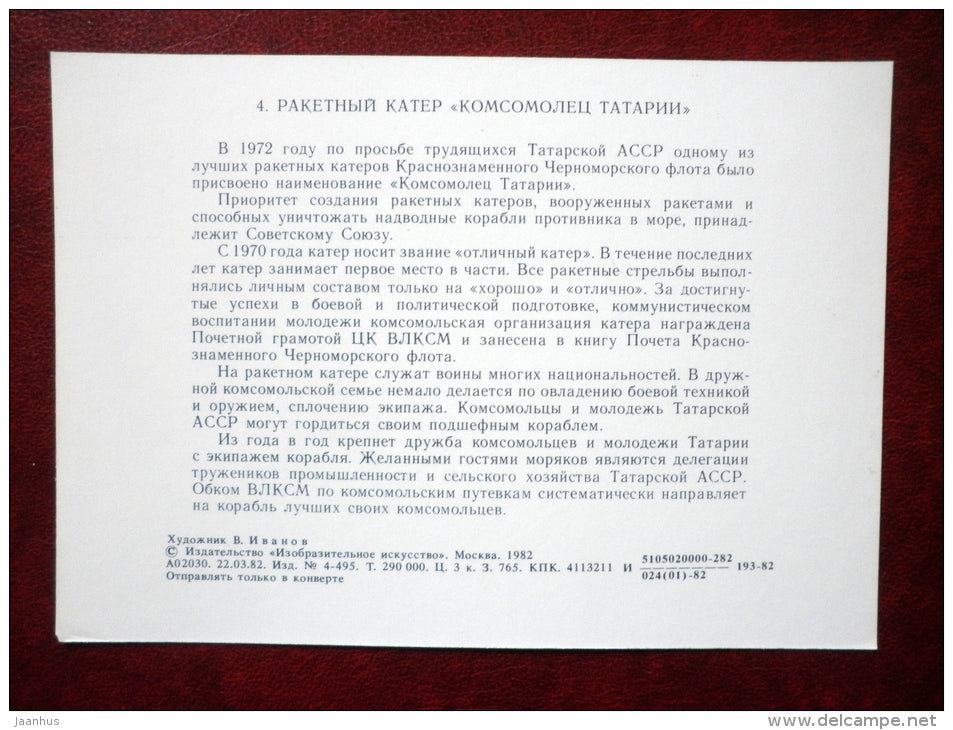 4. РАКЕТНЫЙ КАТЕР «КОМСОМОЛЕЦ ТАТАРИИ»
В 1972 году по просьбе трудящихся Татарской АССР одному из
лучших ракетных катеров Краснознаменного Черноморского флота было
присвоено наименование «Комсомолец Татарии».
Приоритет создания ракетных катеров, вооруженных ракетами и
способных уничтожать надводные корабли противника в море, принад-
лежит Советскому Союзу.
С 1970 года катер носит звание «отличный катер». В течение последних
лет катер занимает первое место в части. Все ракетные стрельбы выпол-
нялись личным составом только на «хорошо» и «отлично». За достигну-
тые успехи в боевой и политической подготовке, коммунистическом
воспитании молодежи комсомольская организация катера награждена
Почетной грамотой ЦК ВЛКСМ и занесена в книгу Почета Красно-
знаменного Черноморского флота.
На ракетном катере служат воины многих национальностей. В друж-
ной комсомольской семье немало делается по овладению боевой техникой
и оружием, сплочению экипажа. Комсомольцы и молодежь Татарской
АССР могут гордиться своим подшефным кораблем.
Из года в год крепнет дружба комсомольцев и молодежи Татарии
с экипажем корабля. Желанными гостями моряков являются делегации
тружеников промышленности и сельского хозяйства Татарской АССР.
Обком ВЛКСМ по комсомольским путевкам систематически направляет
на корабль лучших своих комсомольцев.
Художник В. Иванов
© Издательство «Изобразительное искусство». Москва. 1982
А02030. 22.03.82. Изд. № 4-495. Т. 290 000. Ц. 3 к. З. 765. КПК. 4113211 И 5105020000-282 193-82
024(01)-82
Отправлять только в конверте
jaanhus
www.delcampe.net